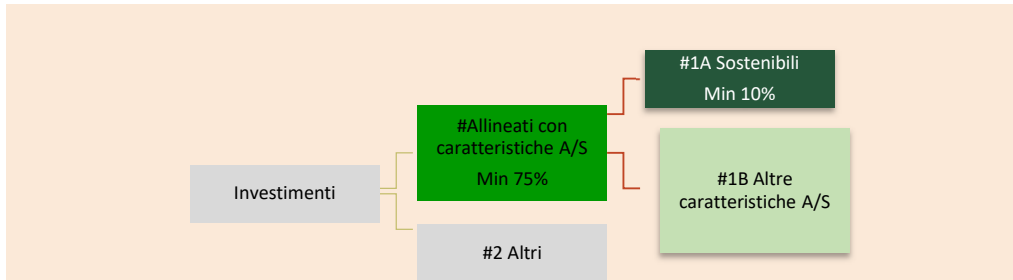 Investimenti
#Allineati con
caratteristiche A/S
Min 75%
#2 Altri
#1A Sostenibili
Min 10%
#1B Altre
caratteristiche A/S